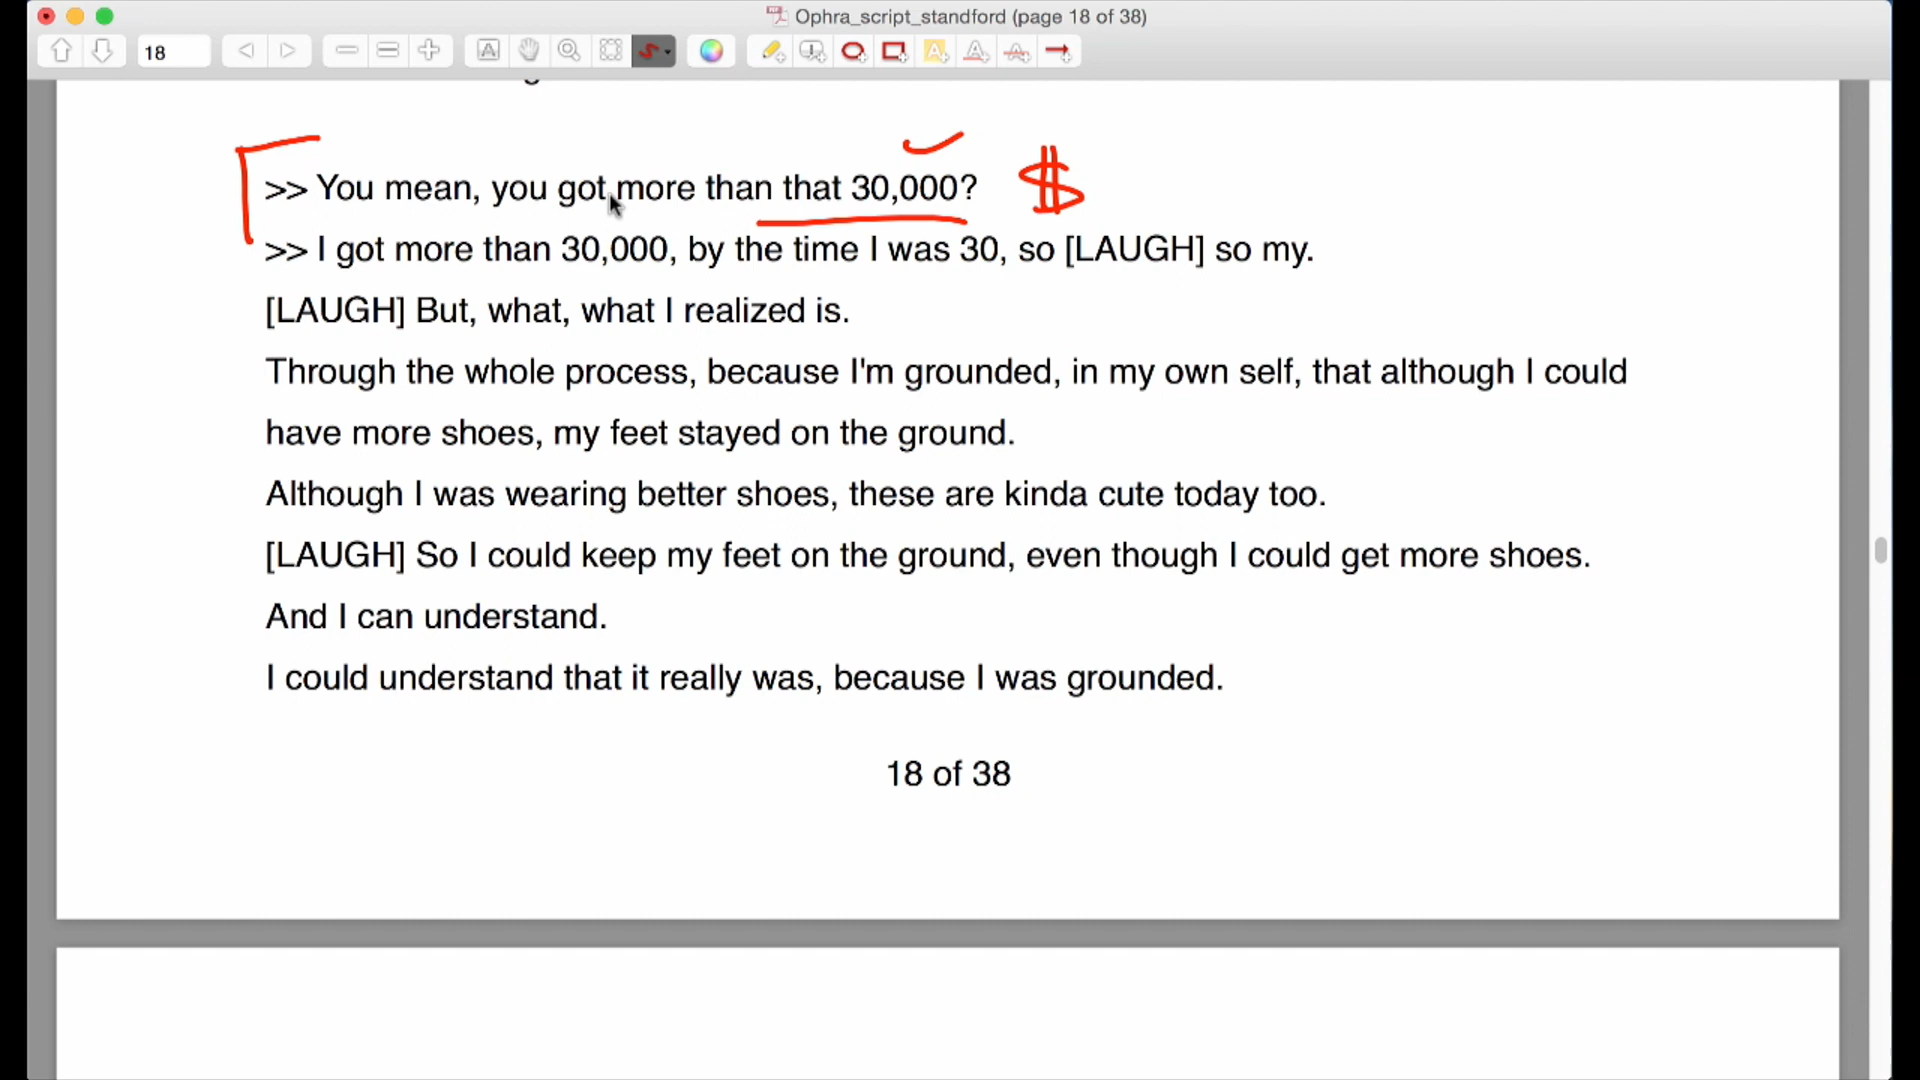 Ophra_script_standford (page 18 of 38)
18
>> You mean, you got more than that 30,000? $
>> I got more than 30,000, by the time I was 30, so [LAUGH] so my.
[LAUGH] But, what, what I realized is.
Through the whole process, because I'm grounded, in my own self, that although I could
have more shoes, my feet stayed on the ground.
Although I was wearing better shoes, these are kinda cute today too.
[LAUGH] So I could keep my feet on the ground, even though I could get more shoes.
And I can understand.
I could understand that it really was, because I was grounded.
18 of 38